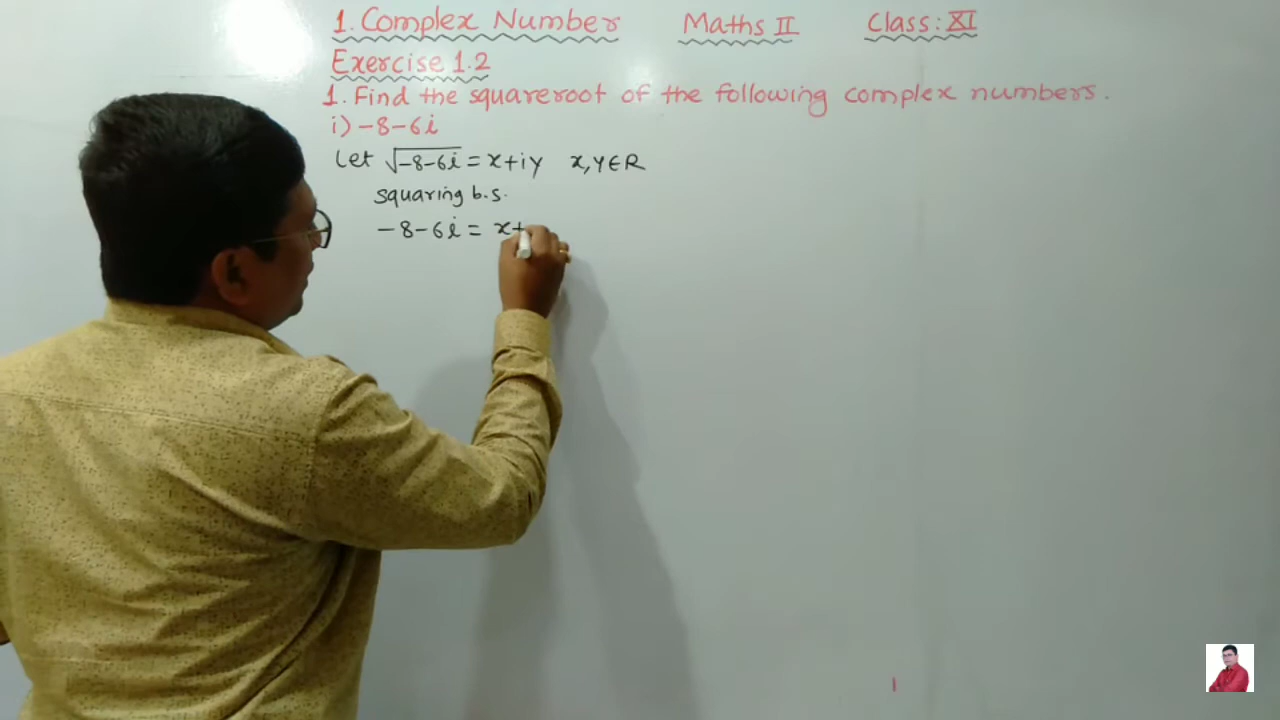 1. Complex Number Maths II Class: XI
Exercise 1.2
1. Find the squareroot of the following complex numbers.
i) -8-6i
Let √-8-6i = x+iy x,y∈R
squaring b.s.
-8-6i = x+